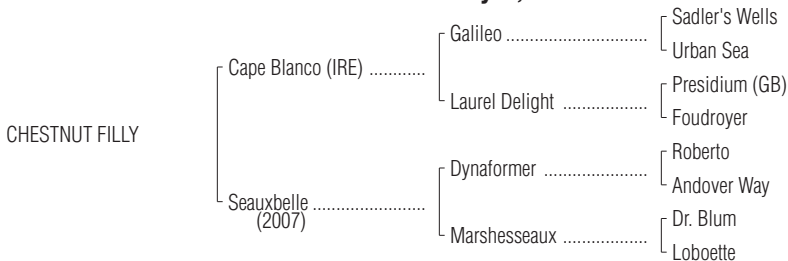 Sadler's Wells
Galileo ................................
Urban Sea
Cape Blanco (IRE) ............
Presidium (GB)
Laurel Delight ...................
Foudroyer
CHESTNUT FILLY
Roberto
Dynaformer .......................
Andover Way
Seauxbelle ........................
(2007)
Dr. Blum
Marshesseaux ...................
Loboette